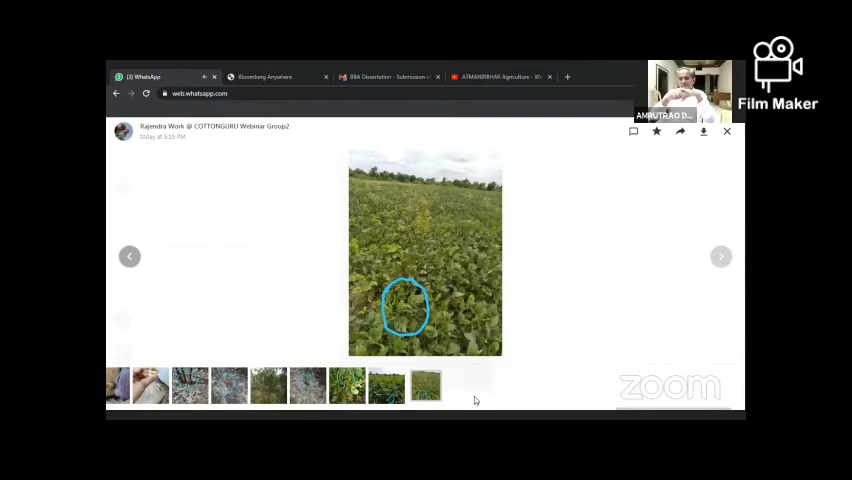 (3) WhatsApp
Bloomberg Anywhere
BBA Dissertation - Submission o
ATMANIRBHAR Agriculture - W
web.whatsapp.com
AMRUTRAO D...
Film Maker
Rajendra Work @ COTTONGURU Webinar Group2
today at 5:16 PM
zoom